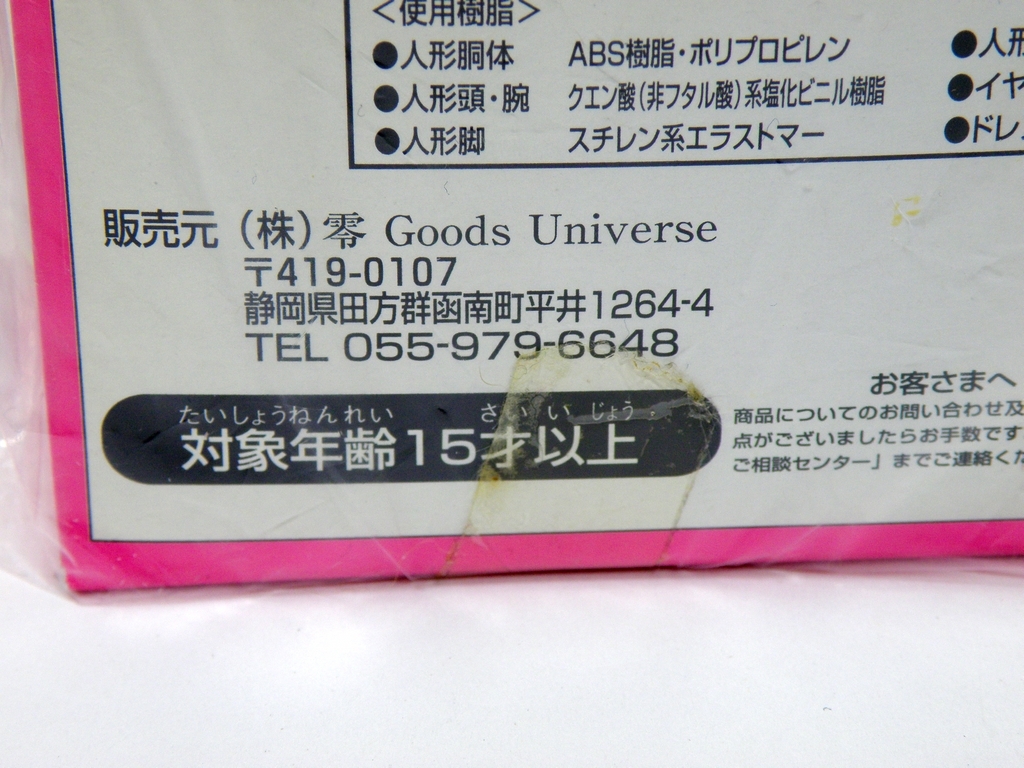 <使用樹脂>
●人形胴体 ABS樹脂・ポリプロピレン ●人形
●人形頭・腕 クエン酸(非フタル酸)系塩化ビニル樹脂 ●イヤ
●人形脚 スチレン系エラストマー ●ドレ
販売元 (株)零 Goods Universe
〒419-0107
静岡県田方群函南町平井1264-4
TEL 055-979-6648
たいしょうねんれい さい いじょう
対象年齢15才以上
お客さまへ
商品についてのお問い合わせ及
点がございましたらお手数です
ご相談センター」までご連絡くだ